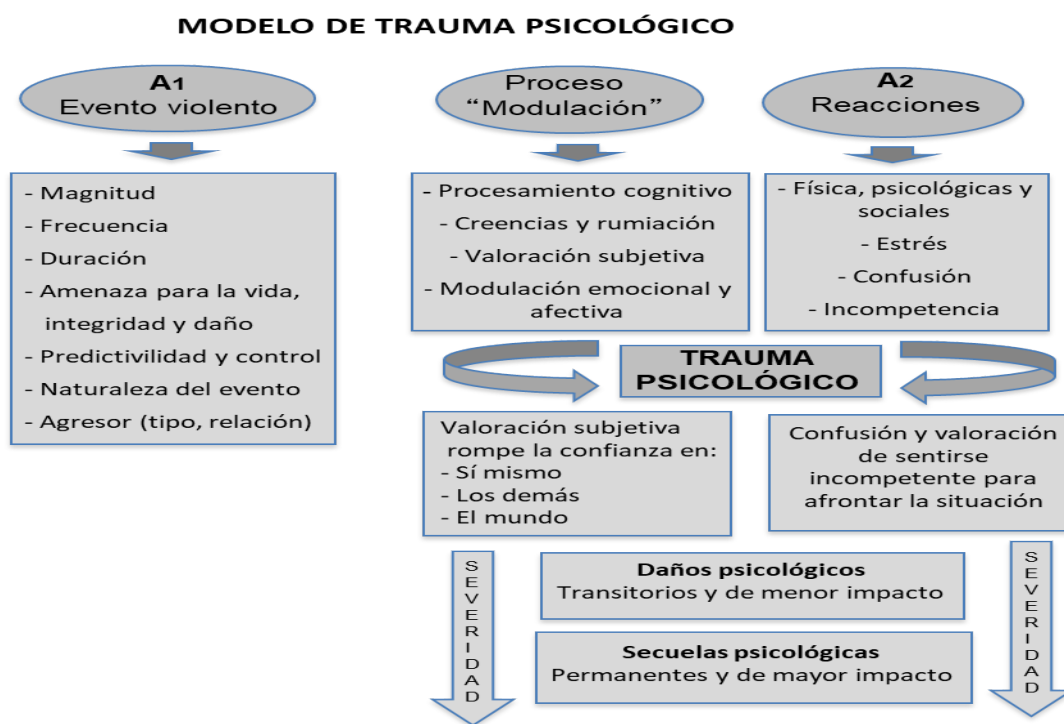 MODELO DE TRAUMA PSICOLÓGICO
A1
Evento violento
- Magnitud
- Frecuencia
- Duración
- Amenaza para la vida,
integridad y daño
- Predictivilidad y control
- Naturaleza del evento
- Agresor (tipo, relación)
Proceso
“Modulación”
- Procesamiento cognitivo
- Creencias y rumiación
- Valoración subjetiva
- Modulación emocional y
afectiva
A2
Reacciones
- Física, psicológicas y
sociales
- Estrés
- Confusión
- Incompetencia
TRAUMA
PSICOLÓGICO
Valoración subjetiva
rompe la confianza en:
- Sí mismo
- Los demás
- El mundo
Confusión y valoración
de sentirse
incompetente para
afrontar la situación
SEVERIDAD
Daños psicológicos
Transitorios y de menor impacto
Secuelas psicológicas
Permanentes y de mayor impacto
SEVERIDAD